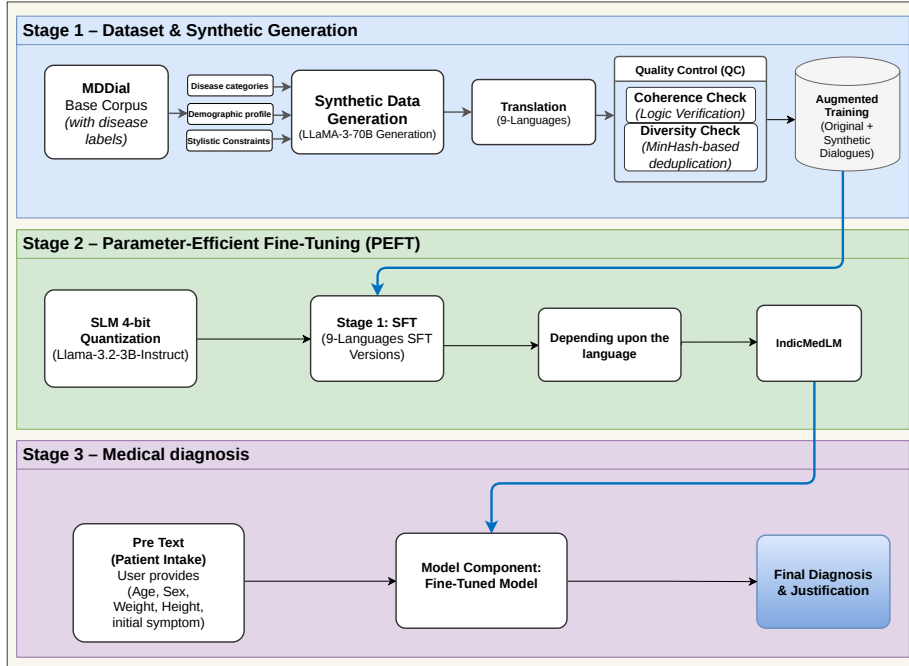 Stage 1 – Dataset & Synthetic Generation
MDDial
Base Corpus
(with disease
labels)
Disease categories
Demographic profile
Stylistic Constraints
Synthetic Data
Generation
(LLaMA-3-70B Generation)
Translation
(9-Languages)
Quality Control (QC)
Coherence Check
(Logic Verification)
Diversity Check
(MinHash-based
deduplication)
Augmented
Training
(Original +
Synthetic
Dialogues)
Stage 2 – Parameter-Efficient Fine-Tuning (PEFT)
SLM 4-bit
Quantization
(Llama-3.2-3B-Instruct)
Stage 1: SFT
(9-Languages SFT
Versions)
Depending upon the
language
IndicMedLM
Stage 3 – Medical diagnosis
Pre Text
(Patient Intake)
User provides
(Age, Sex,
Weight, Height,
initial symptom)
Model Component:
Fine-Tuned Model
Final Diagnosis
& Justification